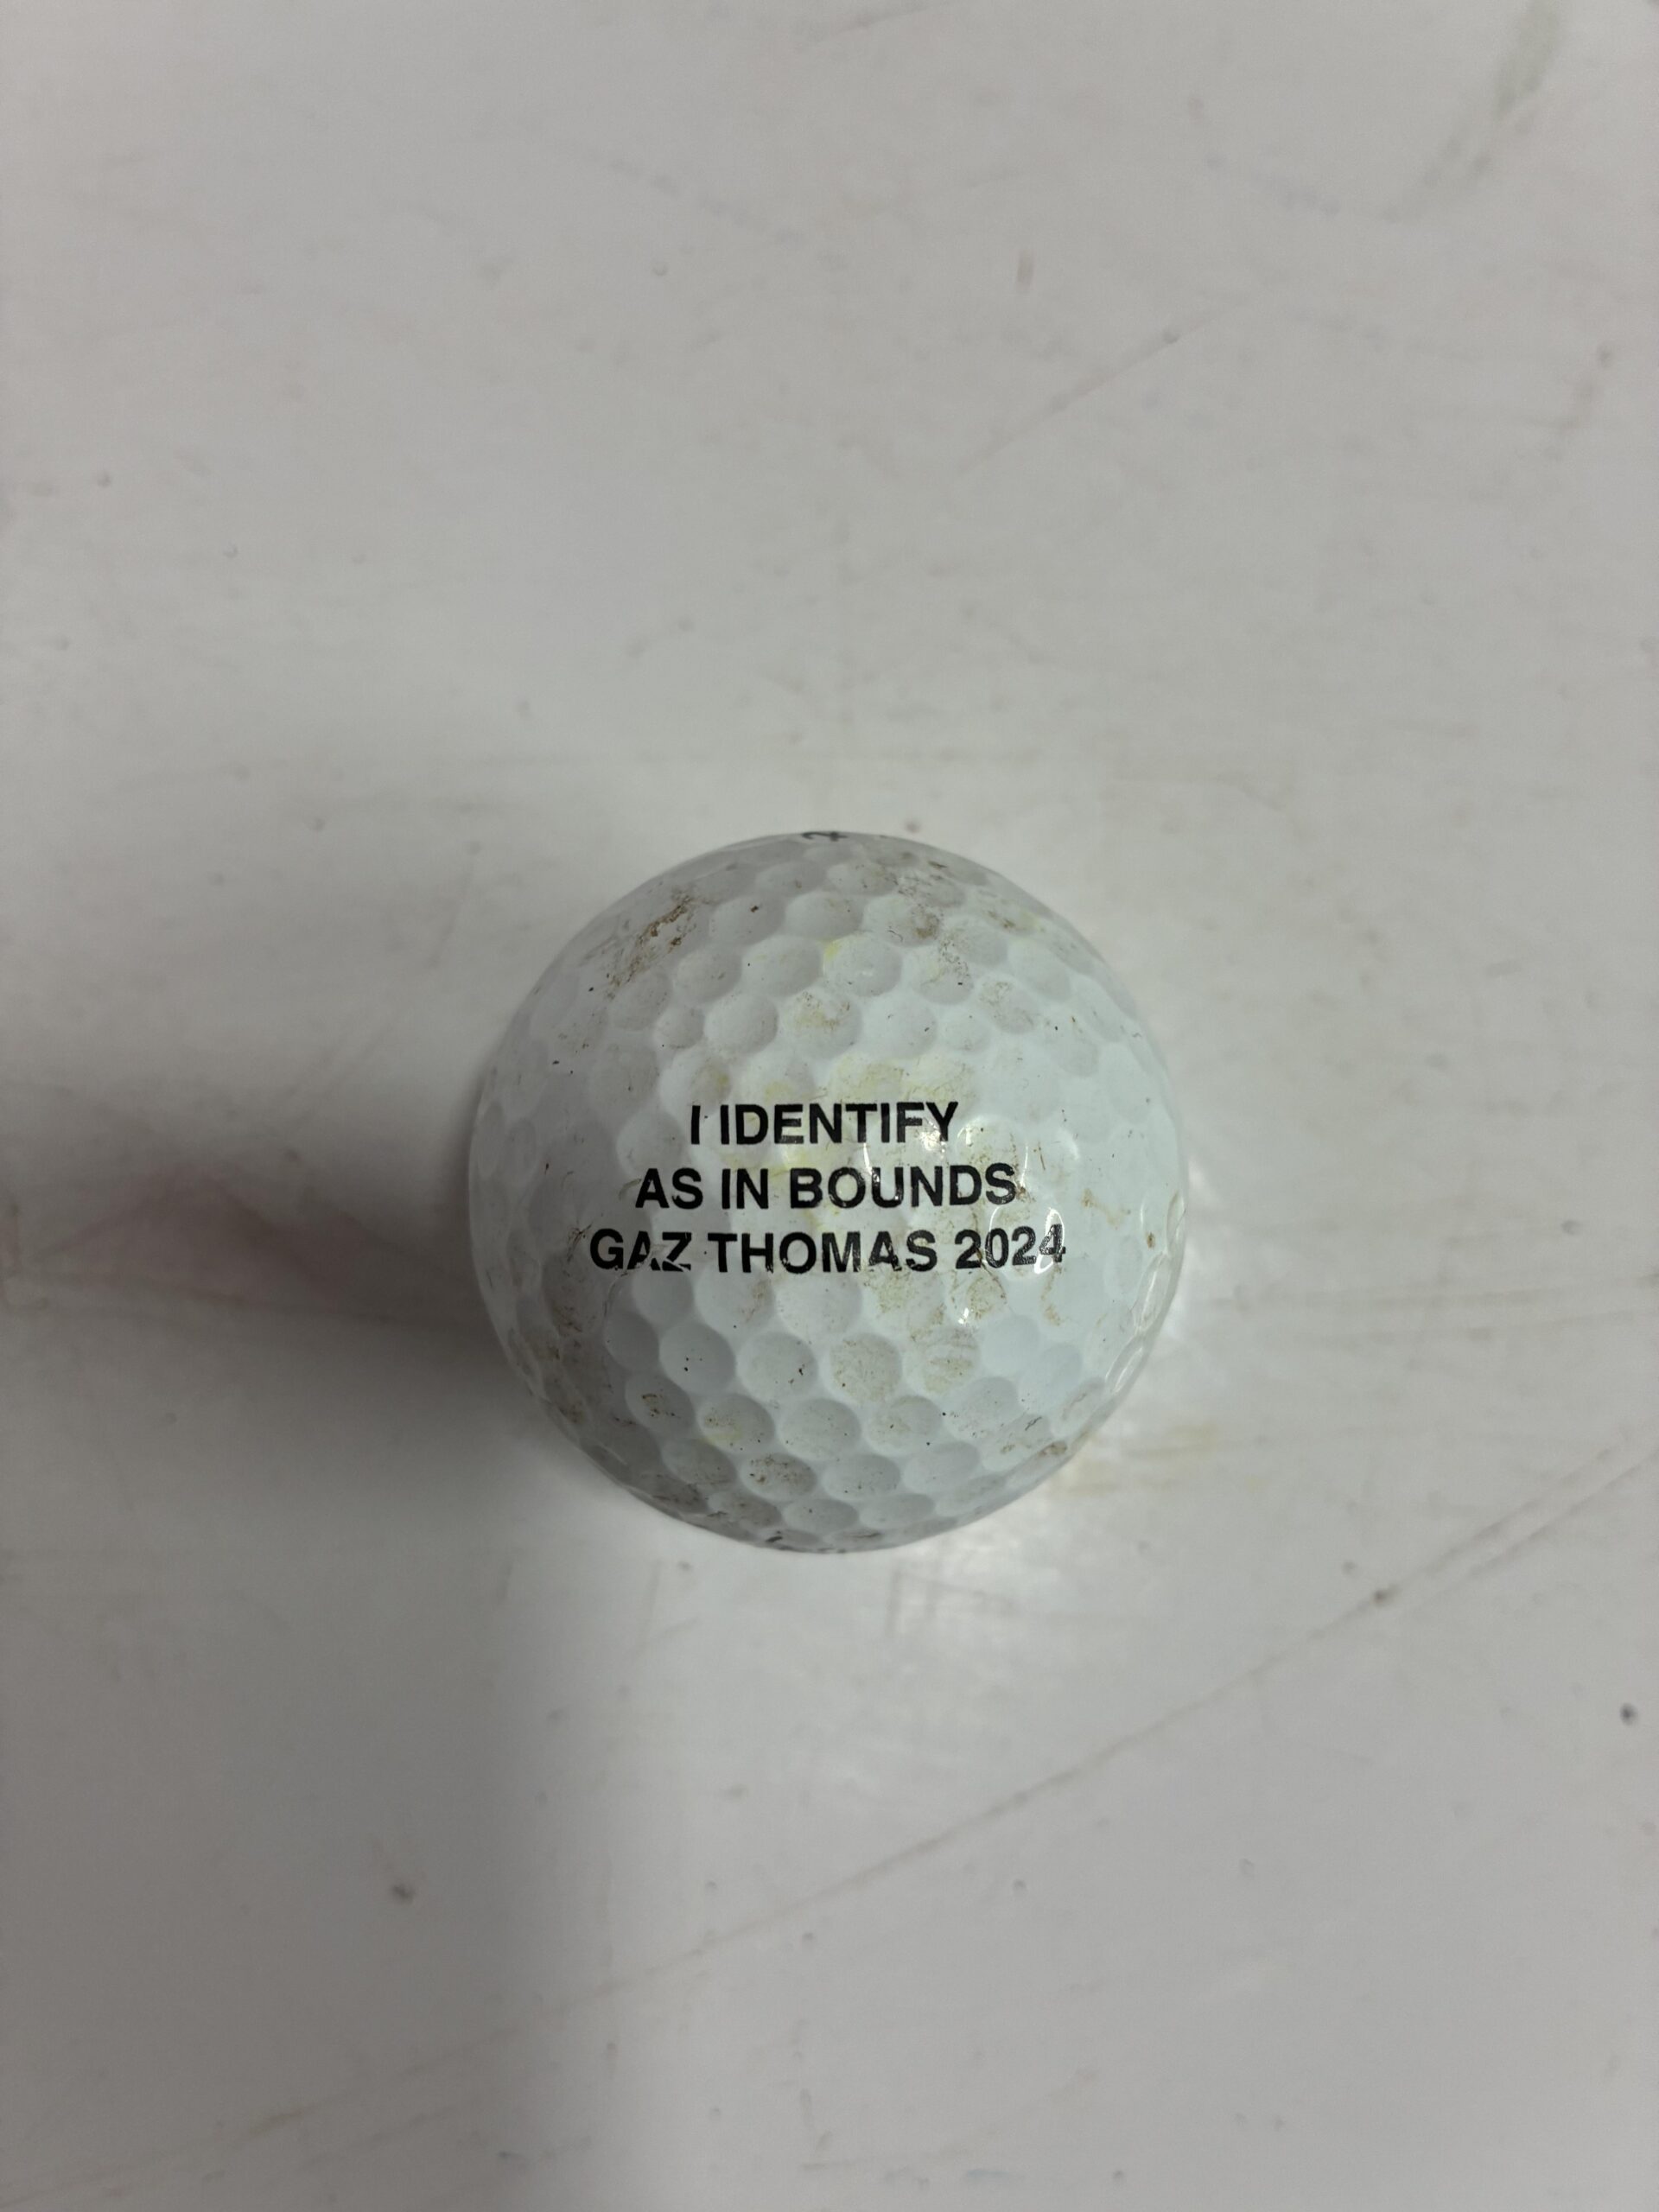 I IDENTIFY
AS IN BOUNDS
GAZ THOMAS 2024